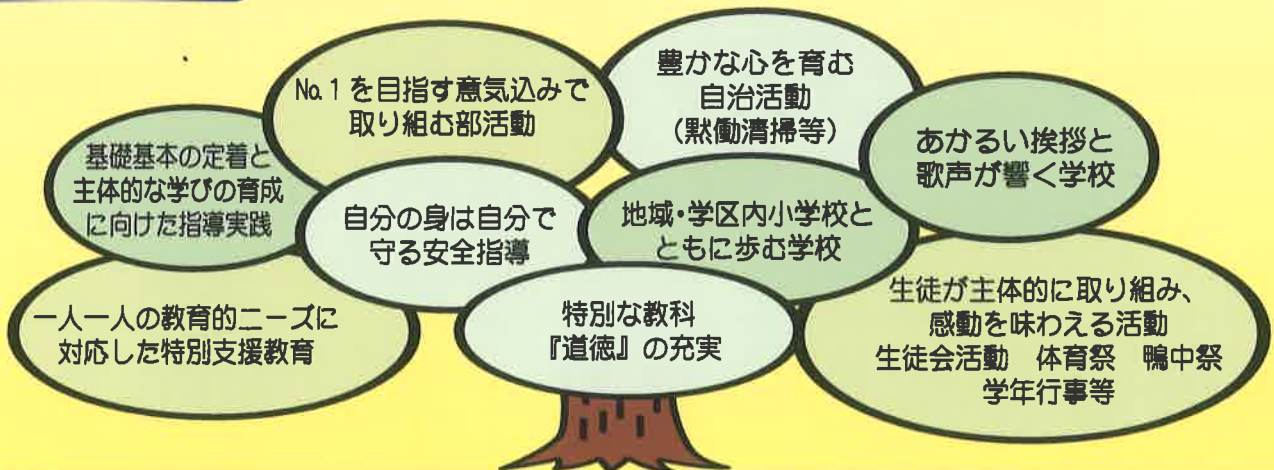 No.1を目指す意気込みで
取り組む部活動
豊かな心を育む
自治活動
（黙働清掃等）
あかるい挨拶と
歌声が響く学校
基礎基本の定着と
主体的な学びの育成
に向けた指導実践
自分の身は自分で
守る安全指導
地域・学区内小学校と
ともに歩む学校
一人一人の教育的ニーズに
対応した特別支援教育
特別な教科
『道徳』の充実
生徒が主体的に取り組み、
感動を味わえる活動
生徒会活動　体育祭　鴨中祭
学年行事等